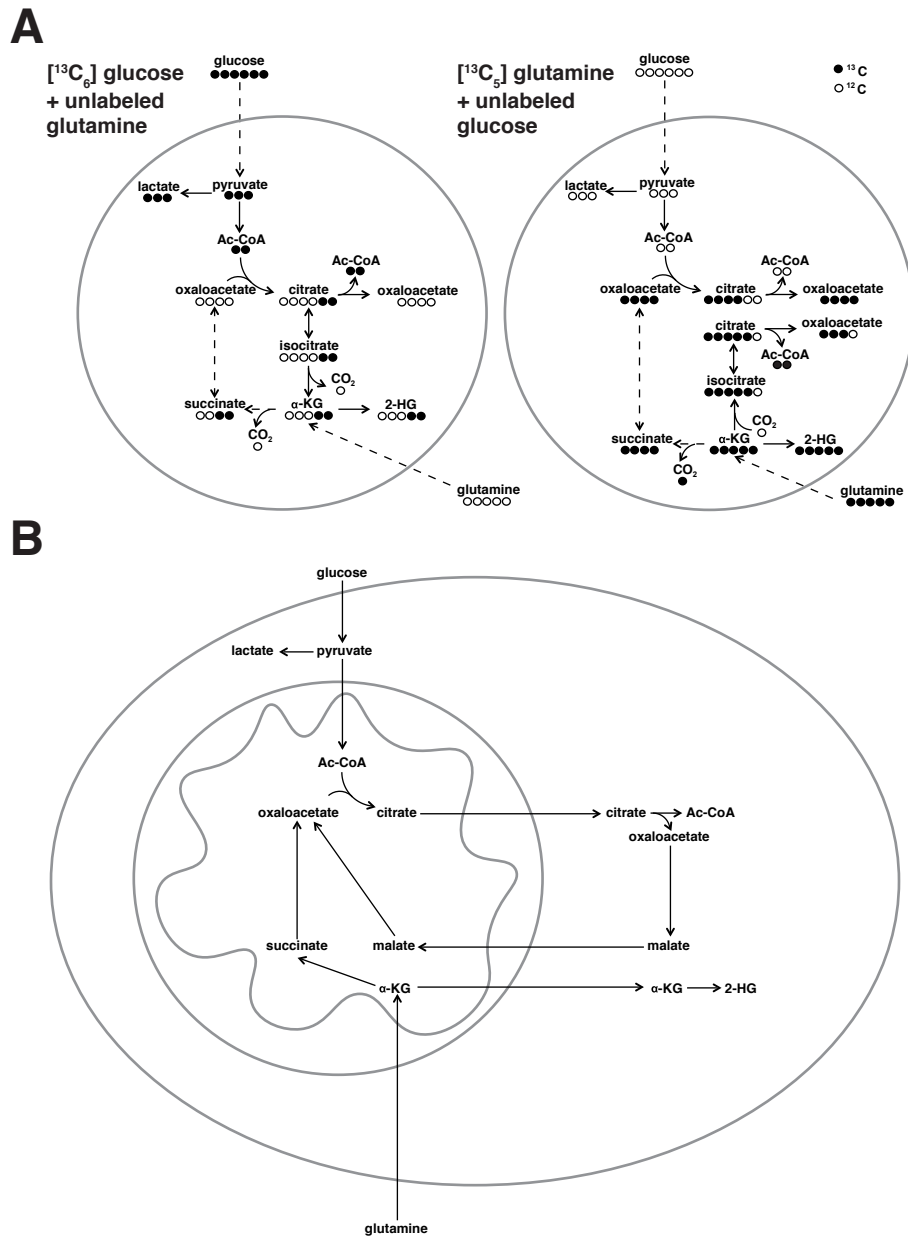 A
[¹³C₆] glucose
+ unlabeled
glutamine
glucose
lactate
pyruvate
Ac-CoA
Ac-CoA
oxaloacetate
citrate
oxaloacetate
isocitrate
CO₂
succinate
α-KG
2-HG
CO₂
glutamine
[¹³C₅] glutamine
+ unlabeled
glucose
glucose
¹³C
¹²C
lactate
pyruvate
Ac-CoA
Ac-CoA
oxaloacetate
citrate
oxaloacetate
citrate
oxaloacetate
Ac-CoA
isocitrate
CO₂
succinate
α-KG
2-HG
CO₂
glutamine
B
glucose
lactate
pyruvate
Ac-CoA
oxaloacetate
citrate
citrate
Ac-CoA
oxaloacetate
succinate
malate
malate
α-KG
α-KG
2-HG
glutamine